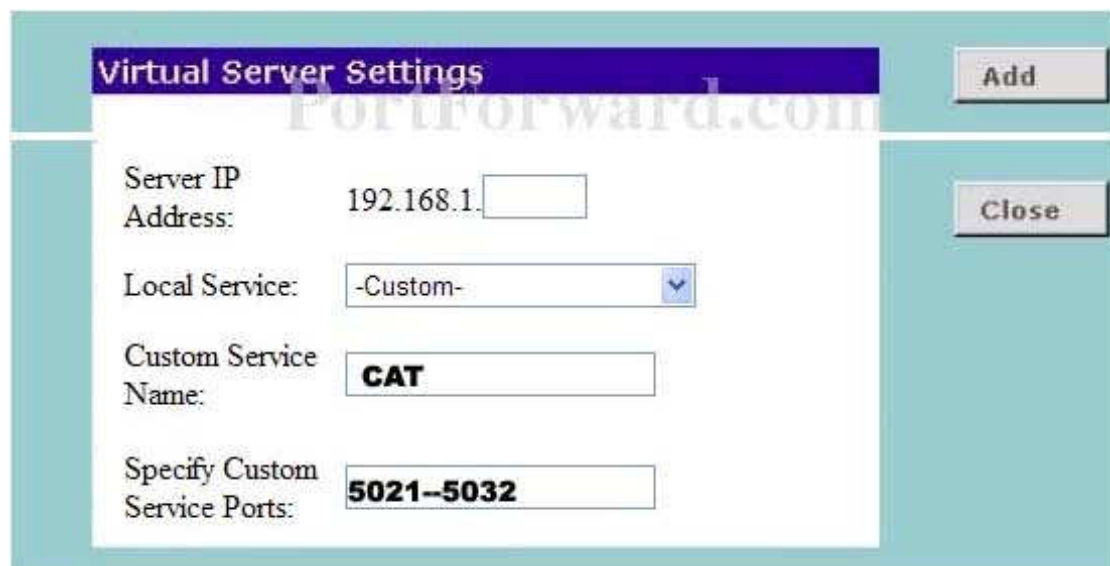 Virtual Server Settings
PortForward.com
Add
Server IP
Address:
192.168.1.
Close
Local Service:
-Custom-
Custom Service
Name:
CAT
Specify Custom
Service Ports:
5021--5032